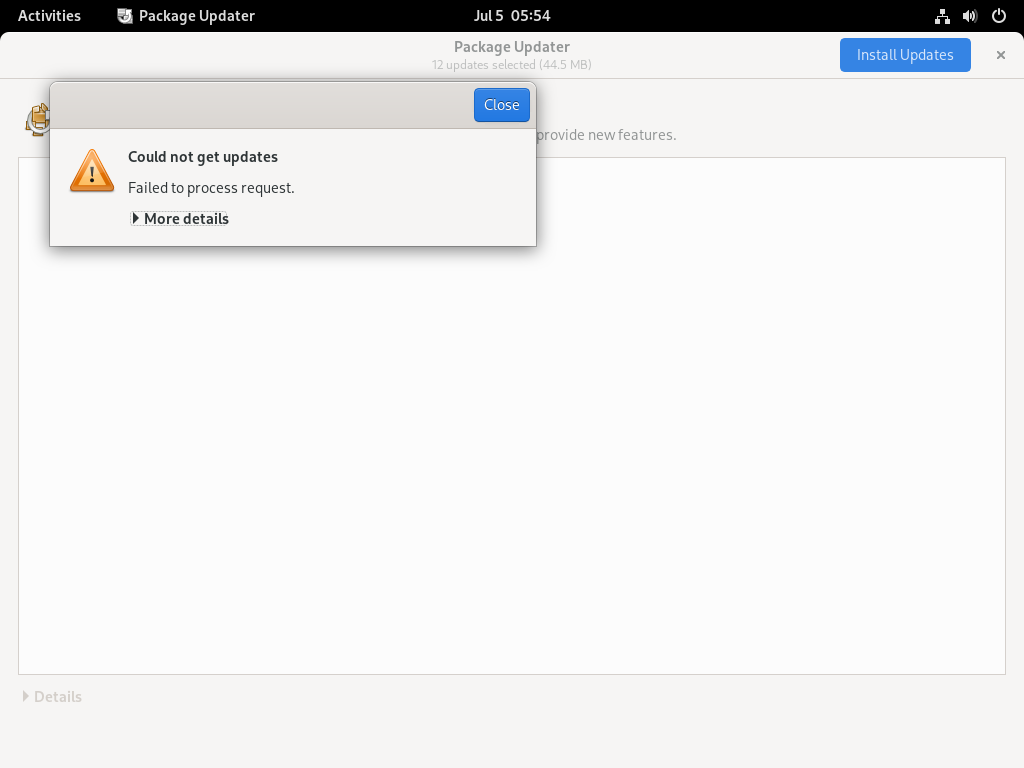 Activities Package Updater Jul 5 05:54
Package Updater
12 updates selected (44.5 MB)
Install Updates
Close
provide new features.
Could not get updates
Failed to process request.
More details
Details